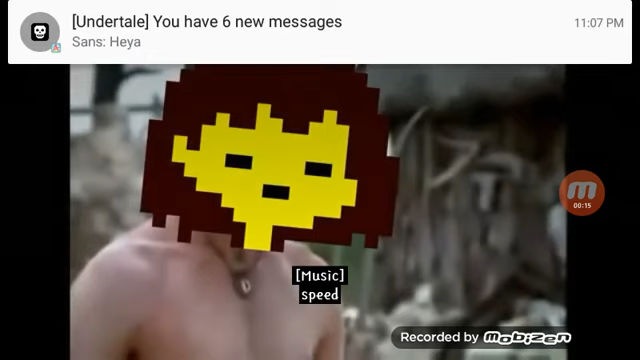 [Undertale] You have 6 new messages
11:07 PM
Sans: Heya
00:15
[Music]
speed
Recorded by mobizen